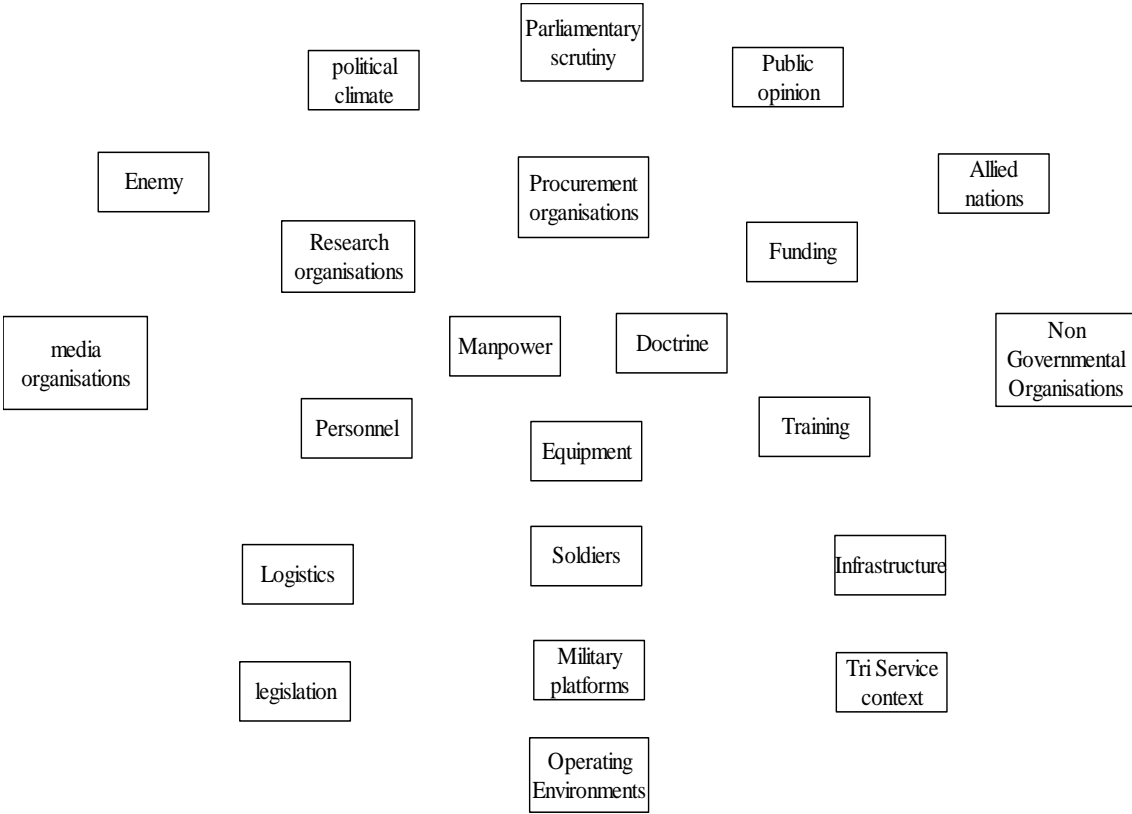 Parliamentary
scrutiny
political
climate
Public
opinion
Enemy
Procurement
organisations
Allied
nations
Research
organisations
Funding
media
organisations
Manpower
Doctrine
Non
Governmental
Organisations
Personnel
Equipment
Training
Logistics
Soldiers
Infrastructure
legislation
Military
platforms
Tri Service
context
Operating
Environments